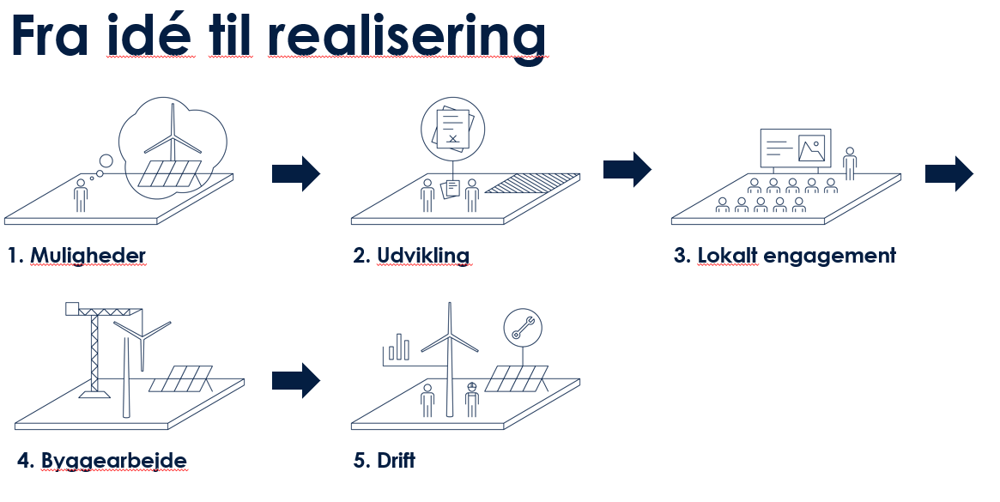 Fra idé til realisering
1. Muligheder
2. Udvikling
3. Lokalt engagement
4. Byggearbejde
5. Drift